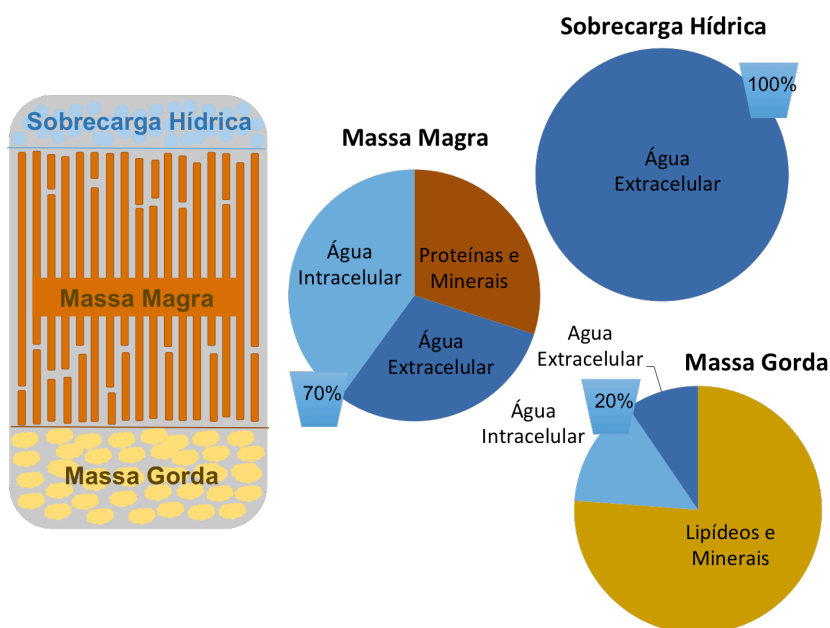 Sobrecarga Hídrica
Massa Magra
Massa Gorda
Massa Magra
Água
Intracelular
Proteínas e
Minerais
Água
Extracelular
70%
Sobrecarga Hídrica
100%
Água
Extracelular
Massa Gorda
Agua
Extracelular
20%
Água
Intracelular
Lipídeos e
Minerais